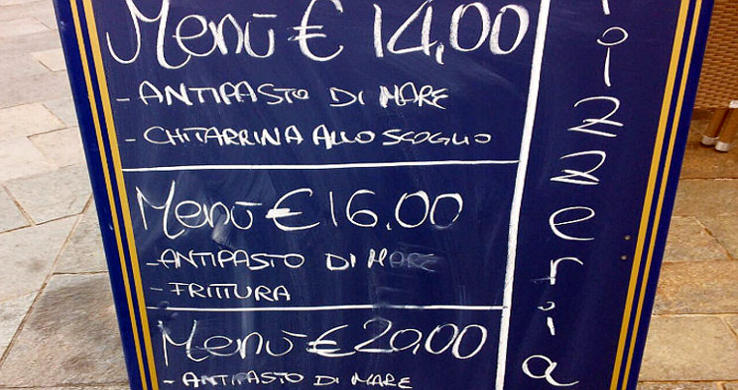 Menù € 14,00
- ANTIPASTO DI MARE
- CHITARRINA ALLO SCOGLIO
Menù € 16,00
- ANTIPASTO DI MARE
- FRITTURA
Menù € 20,00
- ANTIPASTO DI MARE
Pizzeria